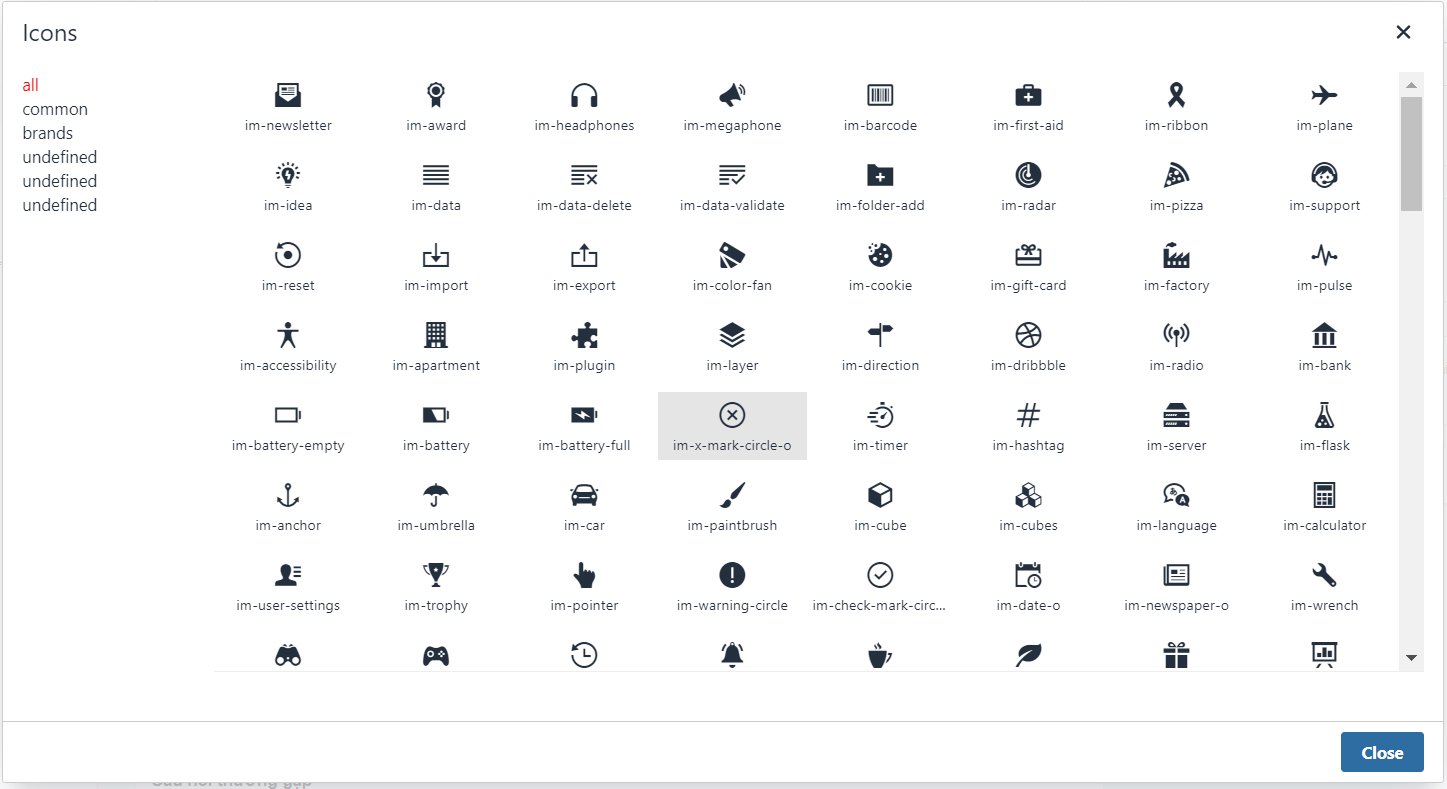 Icons
all
common
brands
undefined
undefined
undefined
im-newsletter im-award im-headphones im-megaphone im-barcode im-first-aid im-ribbon im-plane
im-idea im-data im-data-delete im-data-validate im-folder-add im-radar im-pizza im-support
im-reset im-import im-export im-color-fan im-cookie im-gift-card im-factory im-pulse
im-accessibility im-apartment im-plugin im-layer im-direction im-dribbble im-radio im-bank
im-battery-empty im-battery im-battery-full im-x-mark-circle-o im-timer im-hashtag im-server im-flask
im-anchor im-umbrella im-car im-paintbrush im-cube im-cubes im-language im-calculator
im-user-settings im-trophy im-pointer im-warning-circle im-check-mark-circ... im-date-o im-newspaper-o im-wrench
Close